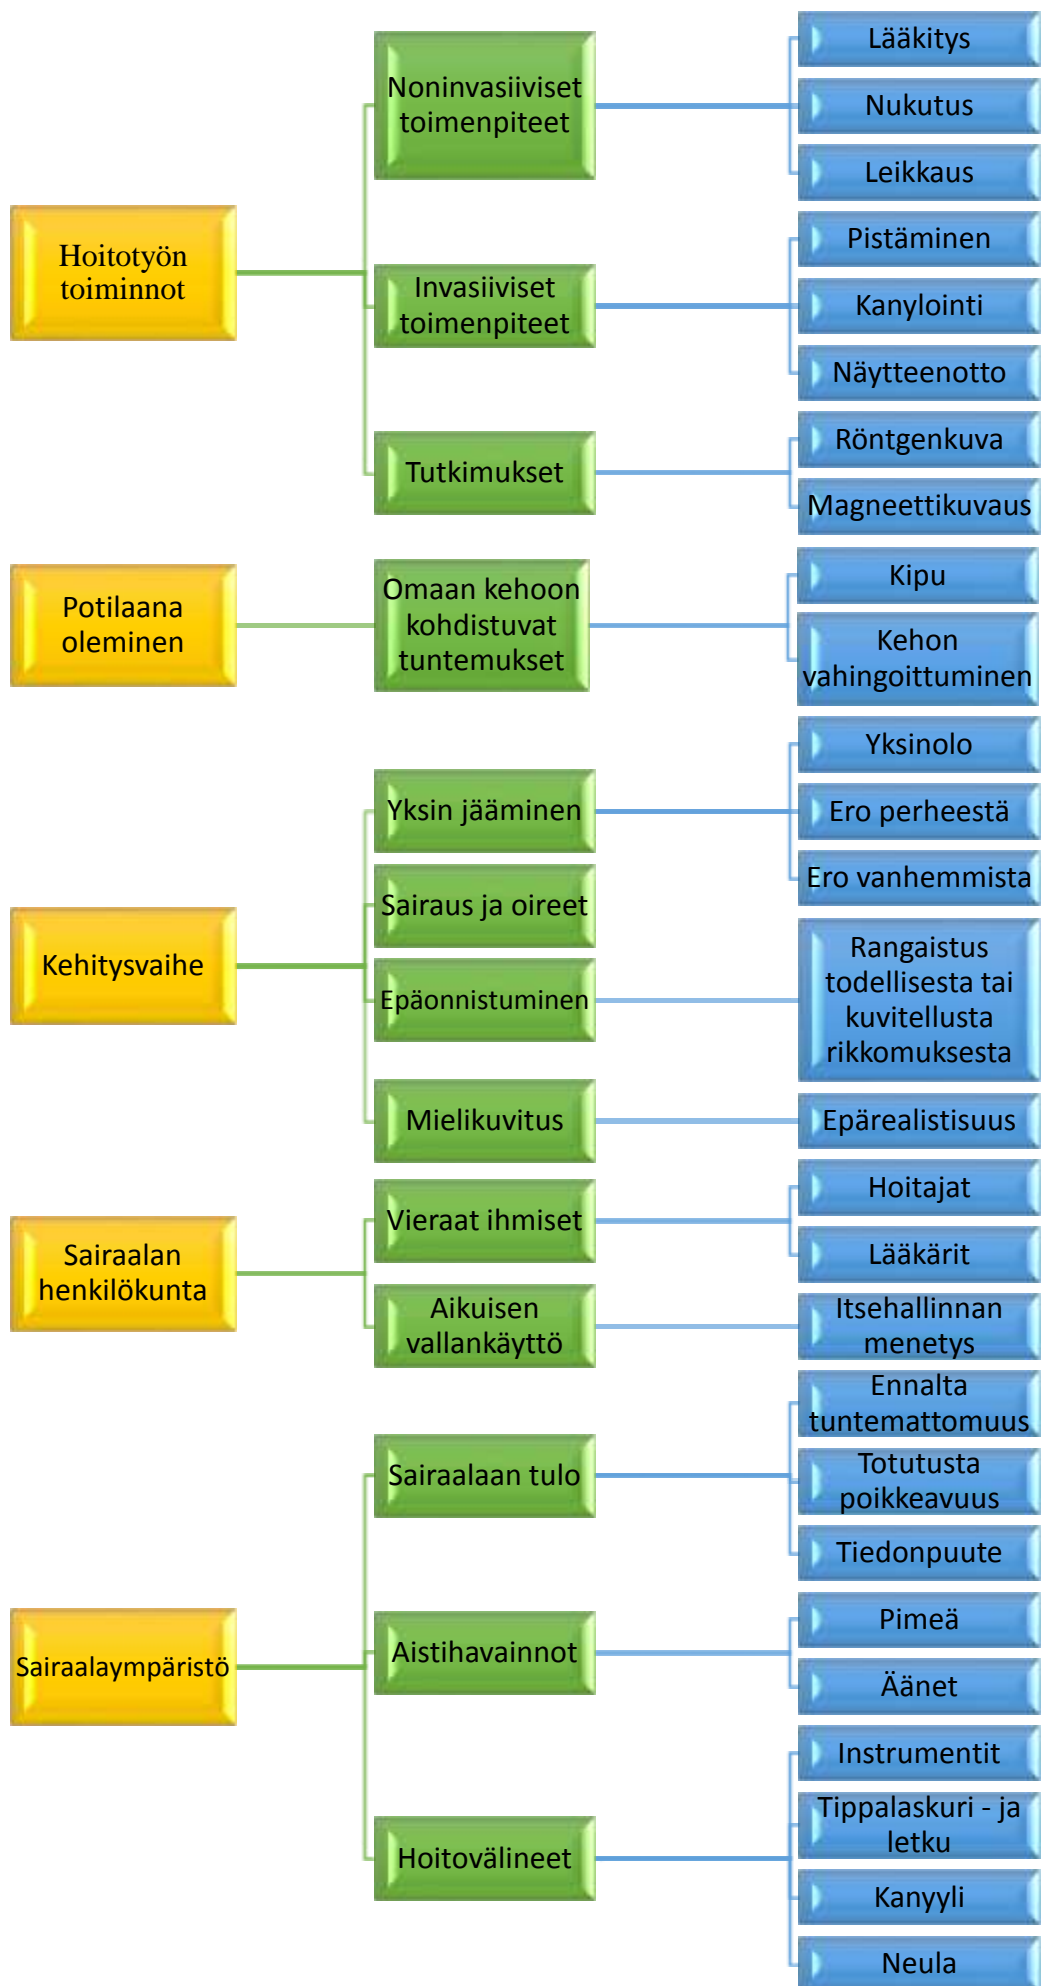 Hoitotyön
toiminnot
Noninvasiiviset
toimenpiteet
Lääkitys
Nukutus
Leikkaus
Invasiiviset
toimenpiteet
Pistäminen
Kanylointi
Näytteenotto
Tutkimukset
Röntgenkuva
Magneettikuvaus
Potilaana
oleminen
Omaan kehoon
kohdistuvat
tuntemukset
Kipu
Kehon
vahingoittuminen
Kehitysvaihe
Yksin jääminen
Yksinolo
Ero perheestä
Ero vanhemmista
Sairaus ja oireet
Epäonnistuminen
Rangaistus
todellisesta tai
kuvitellusta
rikkomuksesta
Mielikuvitus
Epärealistisuus
Sairaalan
henkilökunta
Vieraat ihmiset
Hoitajat
Lääkärit
Aikuisen
vallankäyttö
Itsehallinnan
menetys
Sairaalaympäristö
Sairaalaan tulo
Ennalta
tuntemattomuus
Totutusta
poikkeavuus
Tiedonpuute
Aistihavainnot
Pimeä
Äänet
Hoitovälineet
Instrumentit
Tippalaskuri - ja
letku
Kanyyli
Neula